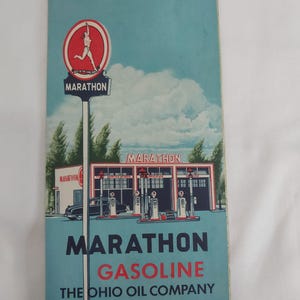 MARATHON
MARATHON
MARATHON
GASOLINE
THE OHIO OIL COMPANY